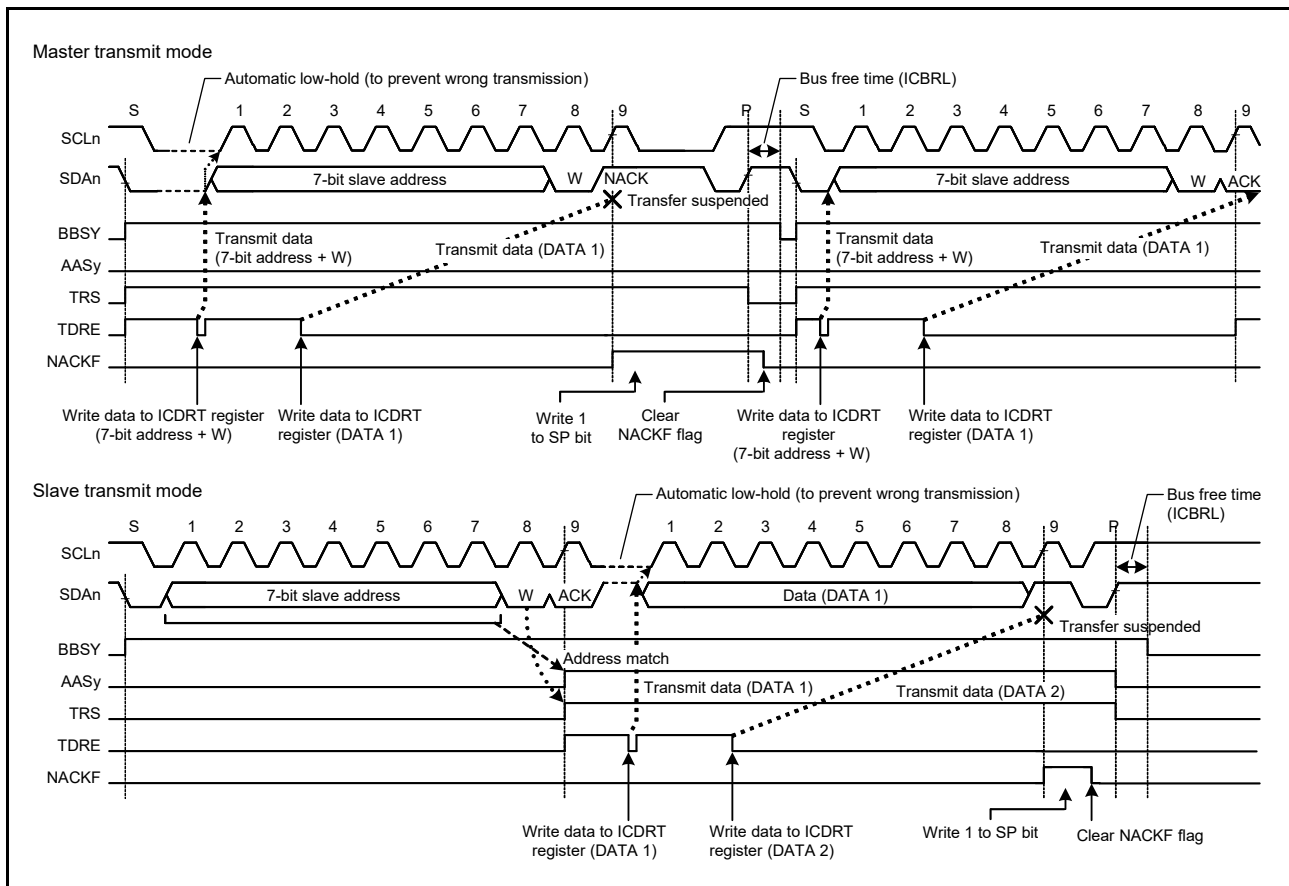 Master transmit mode
Automatic low-hold (to prevent wrong transmission)
Bus free time (ICBRL)
S 1 2 3 4 5 6 7 8 9 P S 1 2 3 4 5 6 7 8 9
SCLn
SDAn 7-bit slave address W NACK 7-bit slave address W ACK
Transfer suspended
BBSY
Transmit data
(7-bit address + W)
Transmit data (DATA 1)
Transmit data
(7-bit address + W)
Transmit data (DATA 1)
AASy
TRS
TDRE
NACKF
Write data to ICDRT register
(7-bit address + W)
Write data to ICDRT
register (DATA 1)
Write 1
to SP bit
Clear
NACKF flag
Write data to ICDRT
register
(7-bit address + W)
Write data to ICDRT
register (DATA 1)
Slave transmit mode
Automatic low-hold (to prevent wrong transmission)
Bus free time
(ICBRL)
S 1 2 3 4 5 6 7 8 9 1 2 3 4 5 6 7 8 9 P
SCLn
SDAn 7-bit slave address W ACK Data (DATA 1)
Transfer suspended
BBSY
Address match
AASy
Transmit data (DATA 1)
Transmit data (DATA 2)
TRS
TDRE
NACKF
Write data to ICDRT
register (DATA 1)
Write data to ICDRT
register (DATA 2)
Write 1 to SP bit
Clear NACKF flag